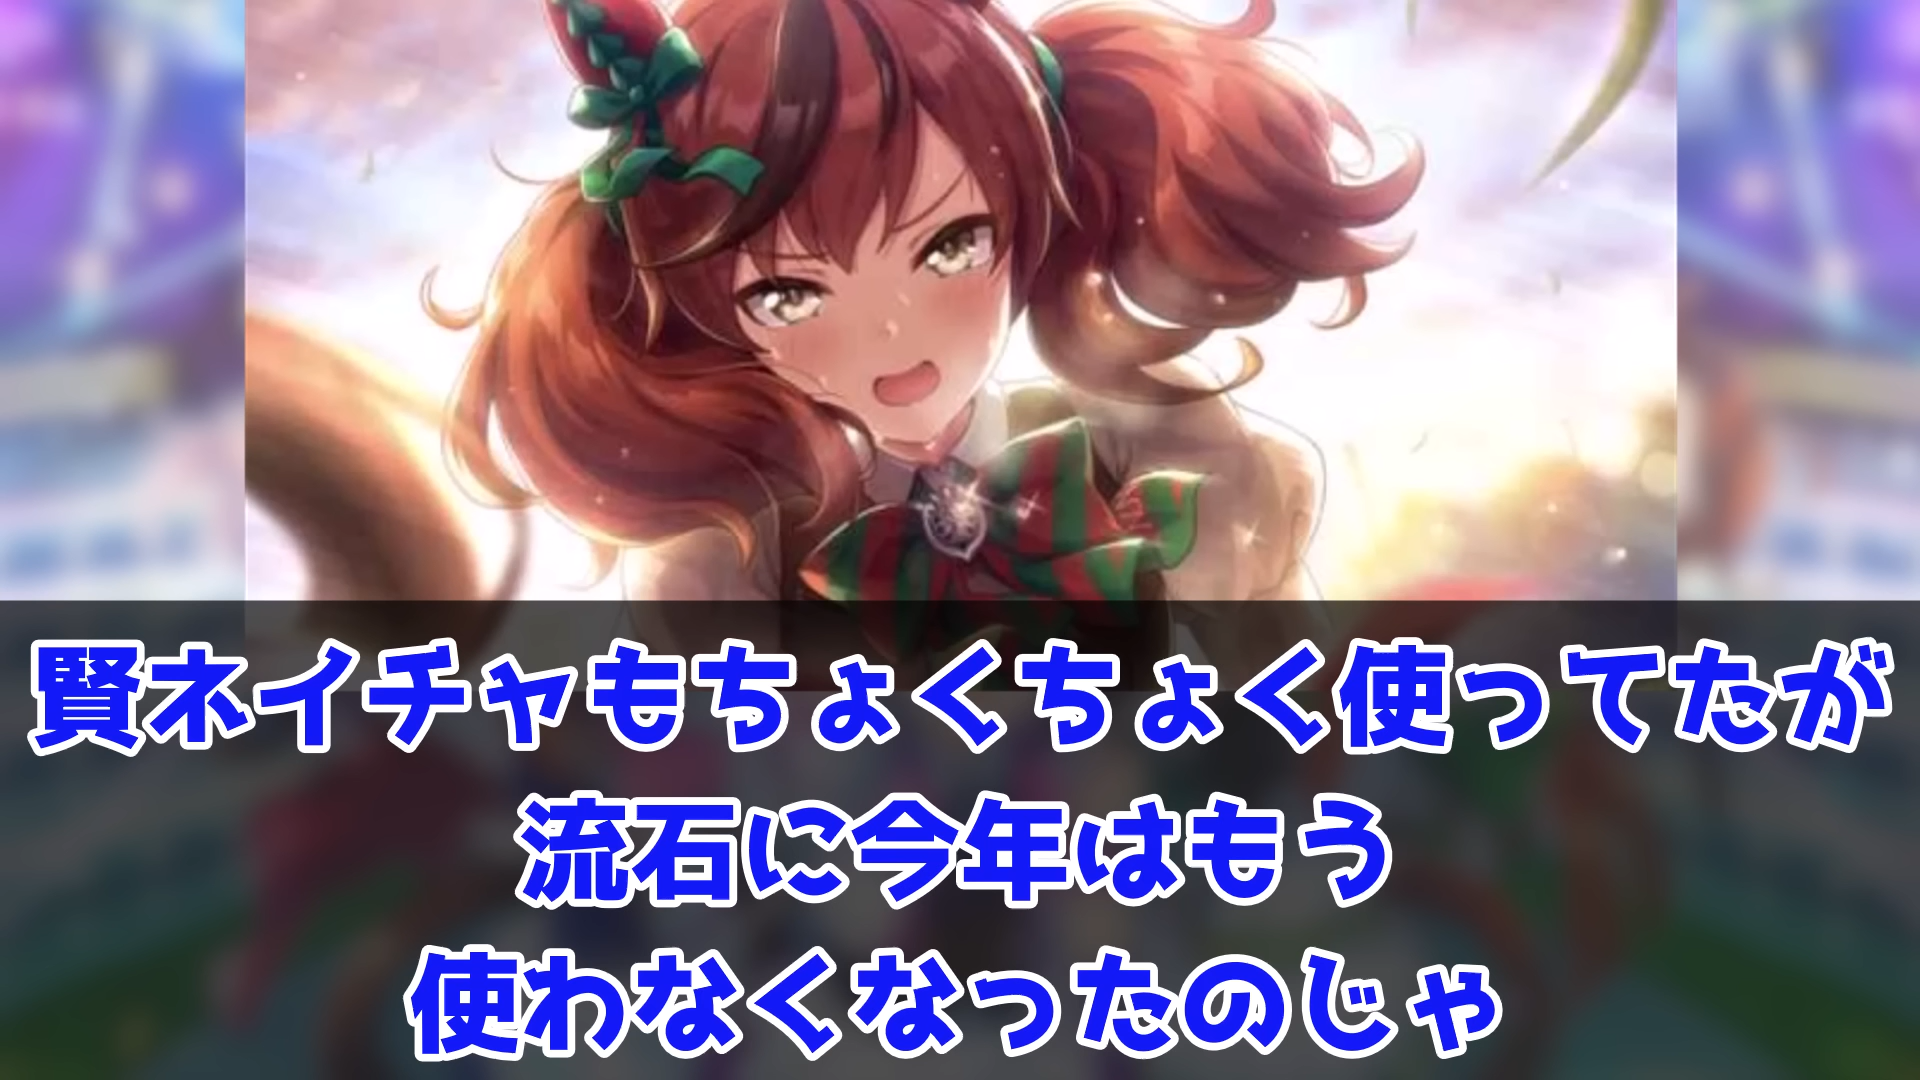 賢ネイチャもちょくちょく使ってたが
流石に今年はもう
使わなくなったのじゃ